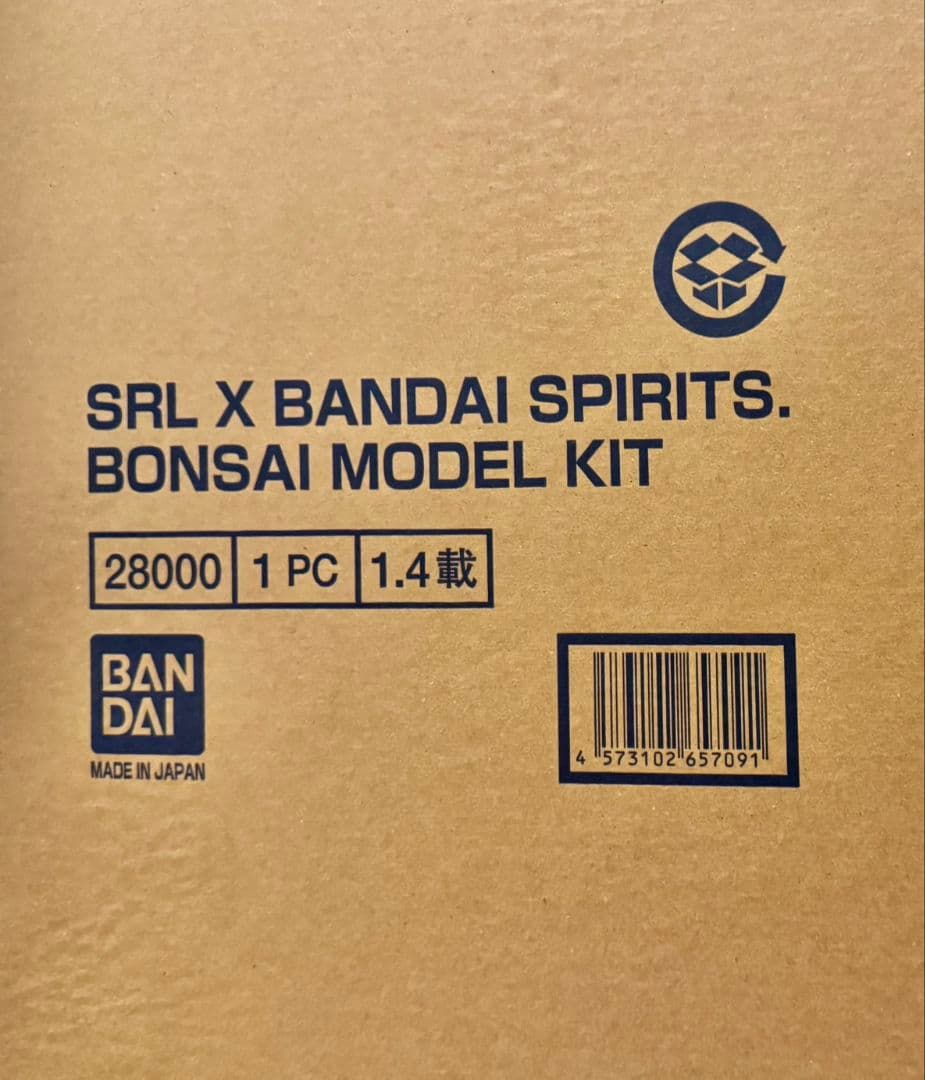 SRL X BANDAI SPIRITS.
BONSAI MODEL KIT
28000 1 PC 1.4載
BAN
DAI
MADE IN JAPAN
4 573102 657091